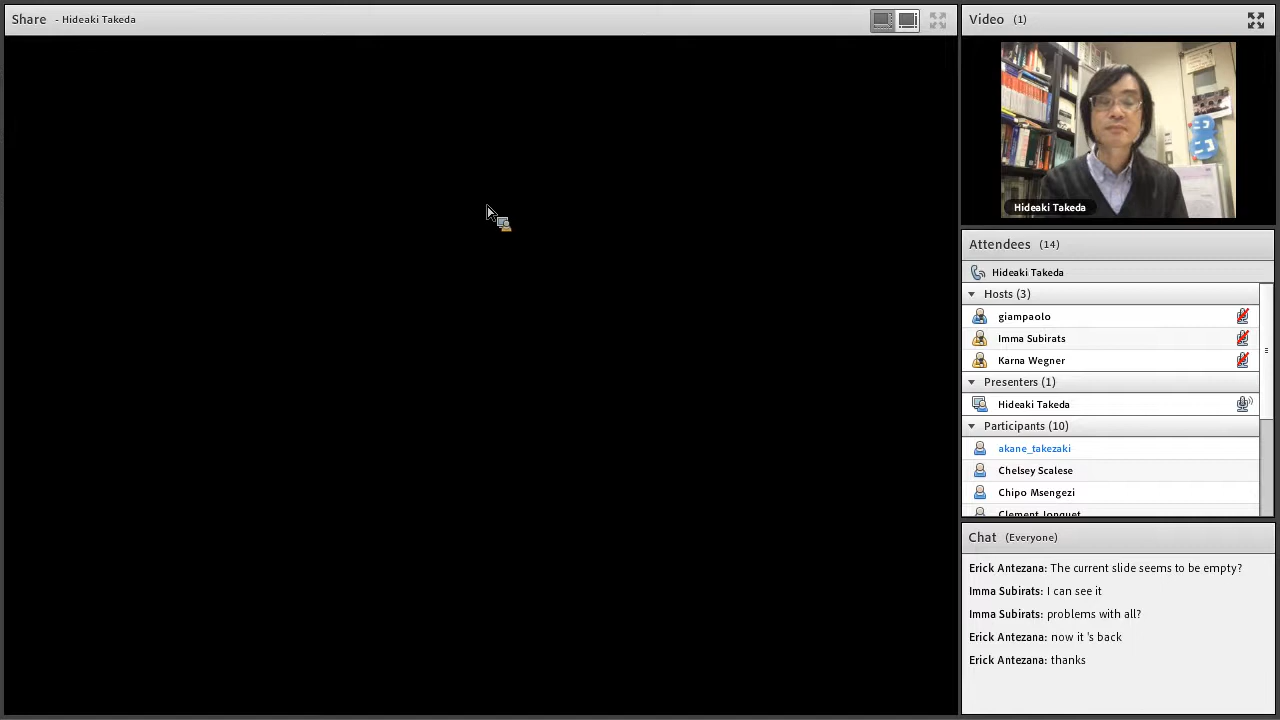 Share - Hideaki Takeda
Video (1)
Hideaki Takeda
Attendees (14)
Hideaki Takeda
Hosts (3)
giampaolo
Imma Subirats
Karna Wegner
Presenters (1)
Hideaki Takeda
Participants (10)
akane_takezaki
Chelsey Scalese
Chipo Msengezi
Clement Jonquet
Chat (Everyone)
Erick Antezana: The current slide seems to be empty?
Imma Subirats: I can see it
Imma Subirats: problems with all?
Erick Antezana: now it 's back
Erick Antezana: thanks